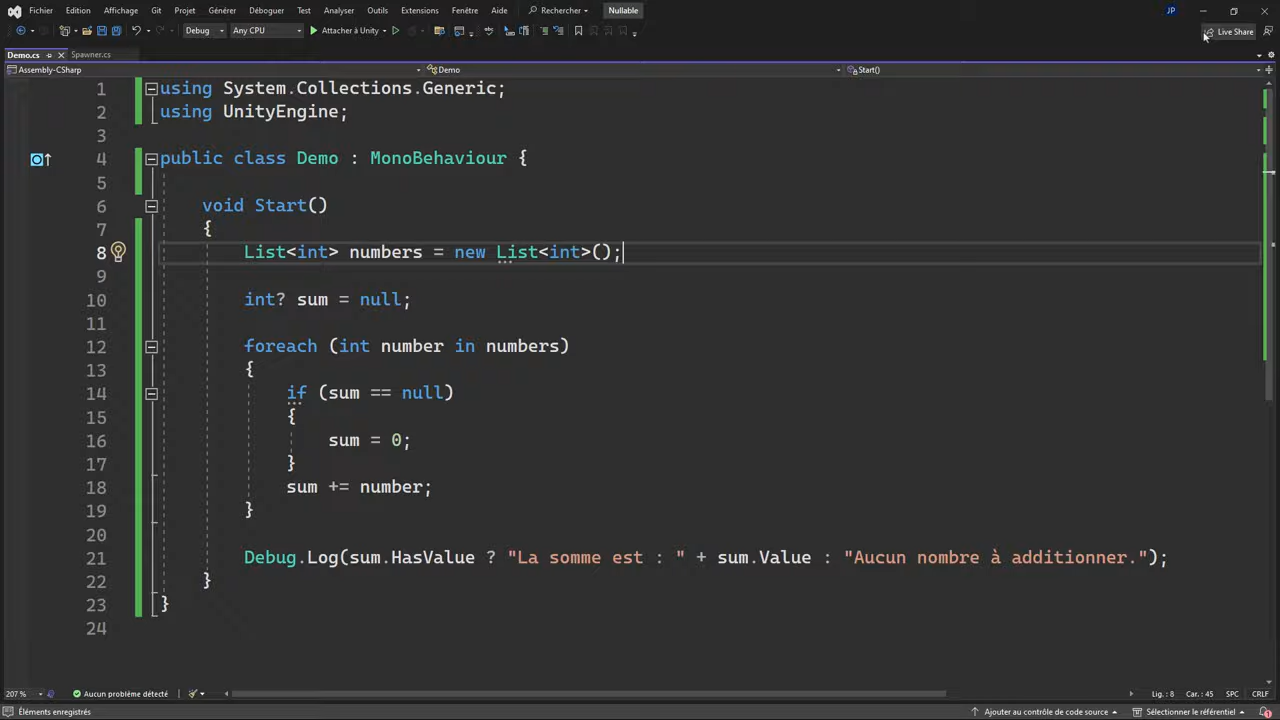 Fichier Edition Affichage Git Projet Générer Déboguer Test Analyser Outils Extensions Fenêtre Aide Rechercher Nullable JP
Debug Any CPU Attacher à Unity Live Share
Demo.cs Spawner.cs
Assembly-CSharp Demo Start()
1 using System.Collections.Generic;
2 using UnityEngine;
3
4 public class Demo : MonoBehaviour {
5
6 void Start()
7 {
8 List<int> numbers = new List<int>();
9
10 int? sum = null;
11
12 foreach (int number in numbers)
13 {
14 if (sum == null)
15 {
16 sum = 0;
17 }
18 sum += number;
19 }
20
21 Debug.Log(sum.HasValue ? "La somme est : " + sum.Value : "Aucun nombre à additionner.");
22 }
23 }
24
207 % Aucun problème détecté Lig. : 8 Car. : 45 SPC CRLF
Éléments enregistrés Ajouter au contrôle de code source Sélectionner le référentiel